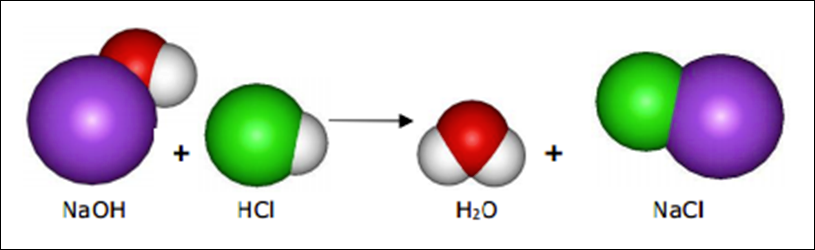 + +
NaOH HCl H₂O NaCl